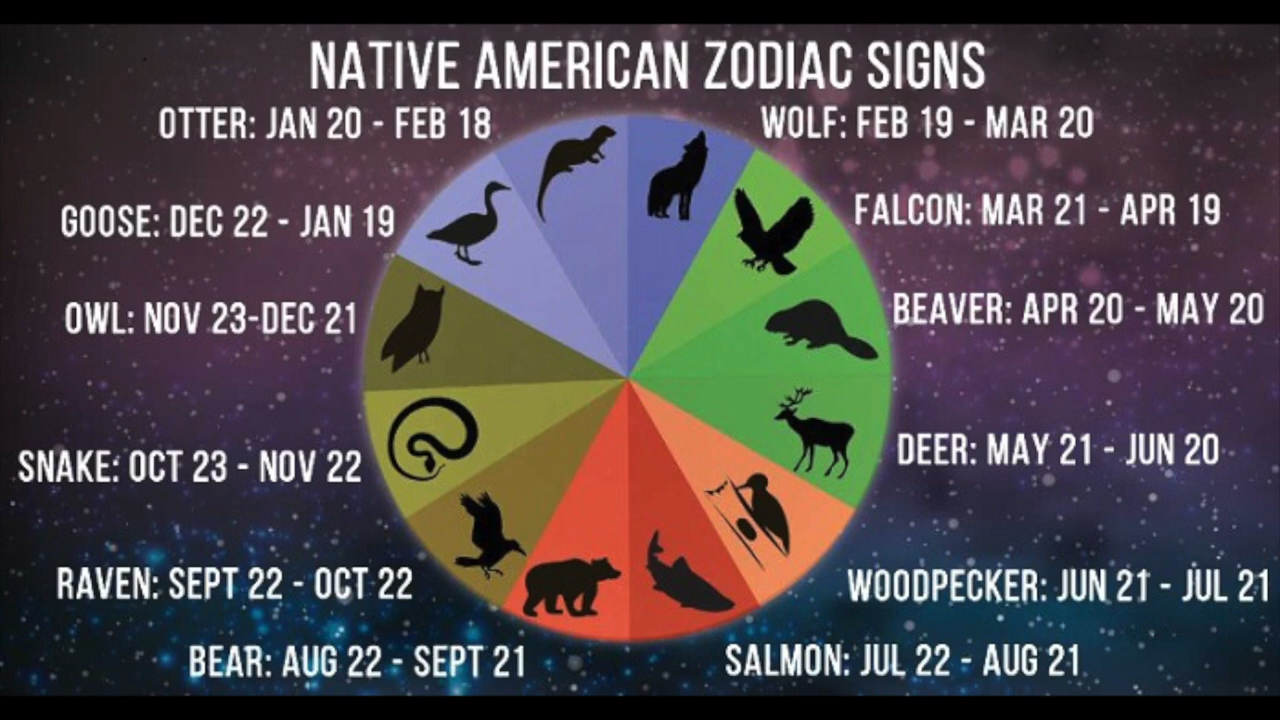 NATIVE AMERICAN ZODIAC SIGNS
OTTER: JAN 20 - FEB 18
WOLF: FEB 19 - MAR 20
GOOSE: DEC 22 - JAN 19
FALCON: MAR 21 - APR 19
OWL: NOV 23-DEC 21
BEAVER: APR 20 - MAY 20
SNAKE: OCT 23 - NOV 22
DEER: MAY 21 - JUN 20
RAVEN: SEPT 22 - OCT 22
WOODPECKER: JUN 21 - JUL 21
BEAR: AUG 22 - SEPT 21
SALMON: JUL 22 - AUG 21